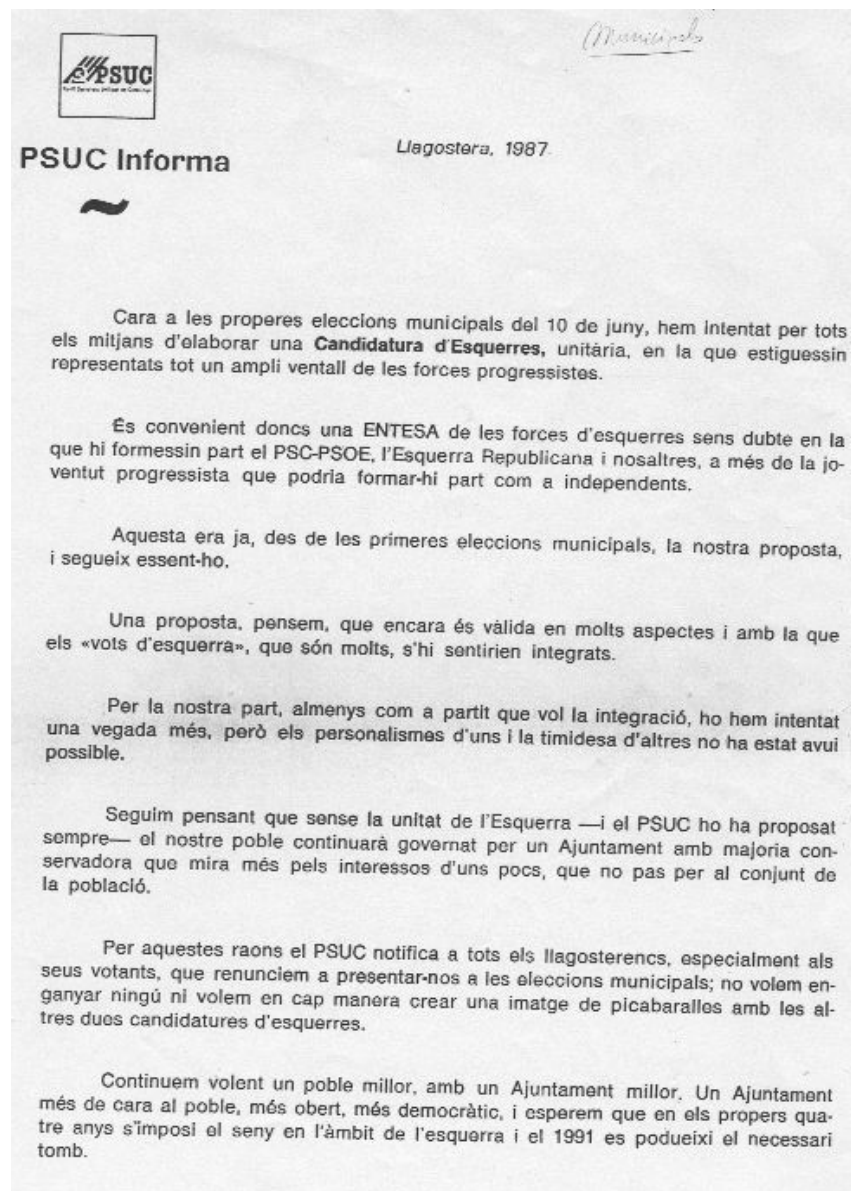 Municipals
PSUC
Partit Socialista Unificat de Catalunya
PSUC Informa
Llagostera, 1987.
Cara a les properes eleccions municipals del 10 de juny, hem intentat per tots
els mitjans d'elaborar una Candidatura d'Esquerres, unitària, en la que estiguessin
representats tot un ampli ventall de les forces progressistes.
És convenient doncs una ENTESA de les forces d'esquerres sens dubte en la
que hi formessin part el PSC-PSOE, l'Esquerra Republicana i nosaltres, a més de la jo-
ventut progressista que podria formar-hi part com a independents.
Aquesta era ja, des de les primeres eleccions municipals, la nostra proposta,
i segueix essent-ho.
Una proposta, pensem, que encara és vàlida en molts aspectes i amb la que
els «vots d'esquerra», que són molts, s'hi sentirien integrats.
Per la nostra part, almenys com a partit que vol la integració, ho hem intentat
una vegada més, però els personalismes d'uns i la timidesa d'altres no ha estat avui
possible.
Seguim pensant que sense la unitat de l'Esquerra —i el PSUC ho ha proposat
sempre— el nostre poble continuarà governat per un Ajuntament amb majoria con-
servadora que mira més pels interessos d'uns pocs, que no pas per al conjunt de
la població.
Per aquestes raons el PSUC notifica a tots els llagosterencs, especialment als
seus votants, que renunciem a presentar-nos a les eleccions municipals; no volem en-
ganyar ningú ni volem en cap manera crear una imatge de picabaralles amb les al-
tres dues candidatures d'esquerres.
Continuem volent un poble millor, amb un Ajuntament millor. Un Ajuntament
més de cara al poble, més obert, més democràtic, i esperem que en els propers qua-
tre anys s'imposi el seny en l'àmbit de l'esquerra i el 1991 es podueixi el necessari
tomb.